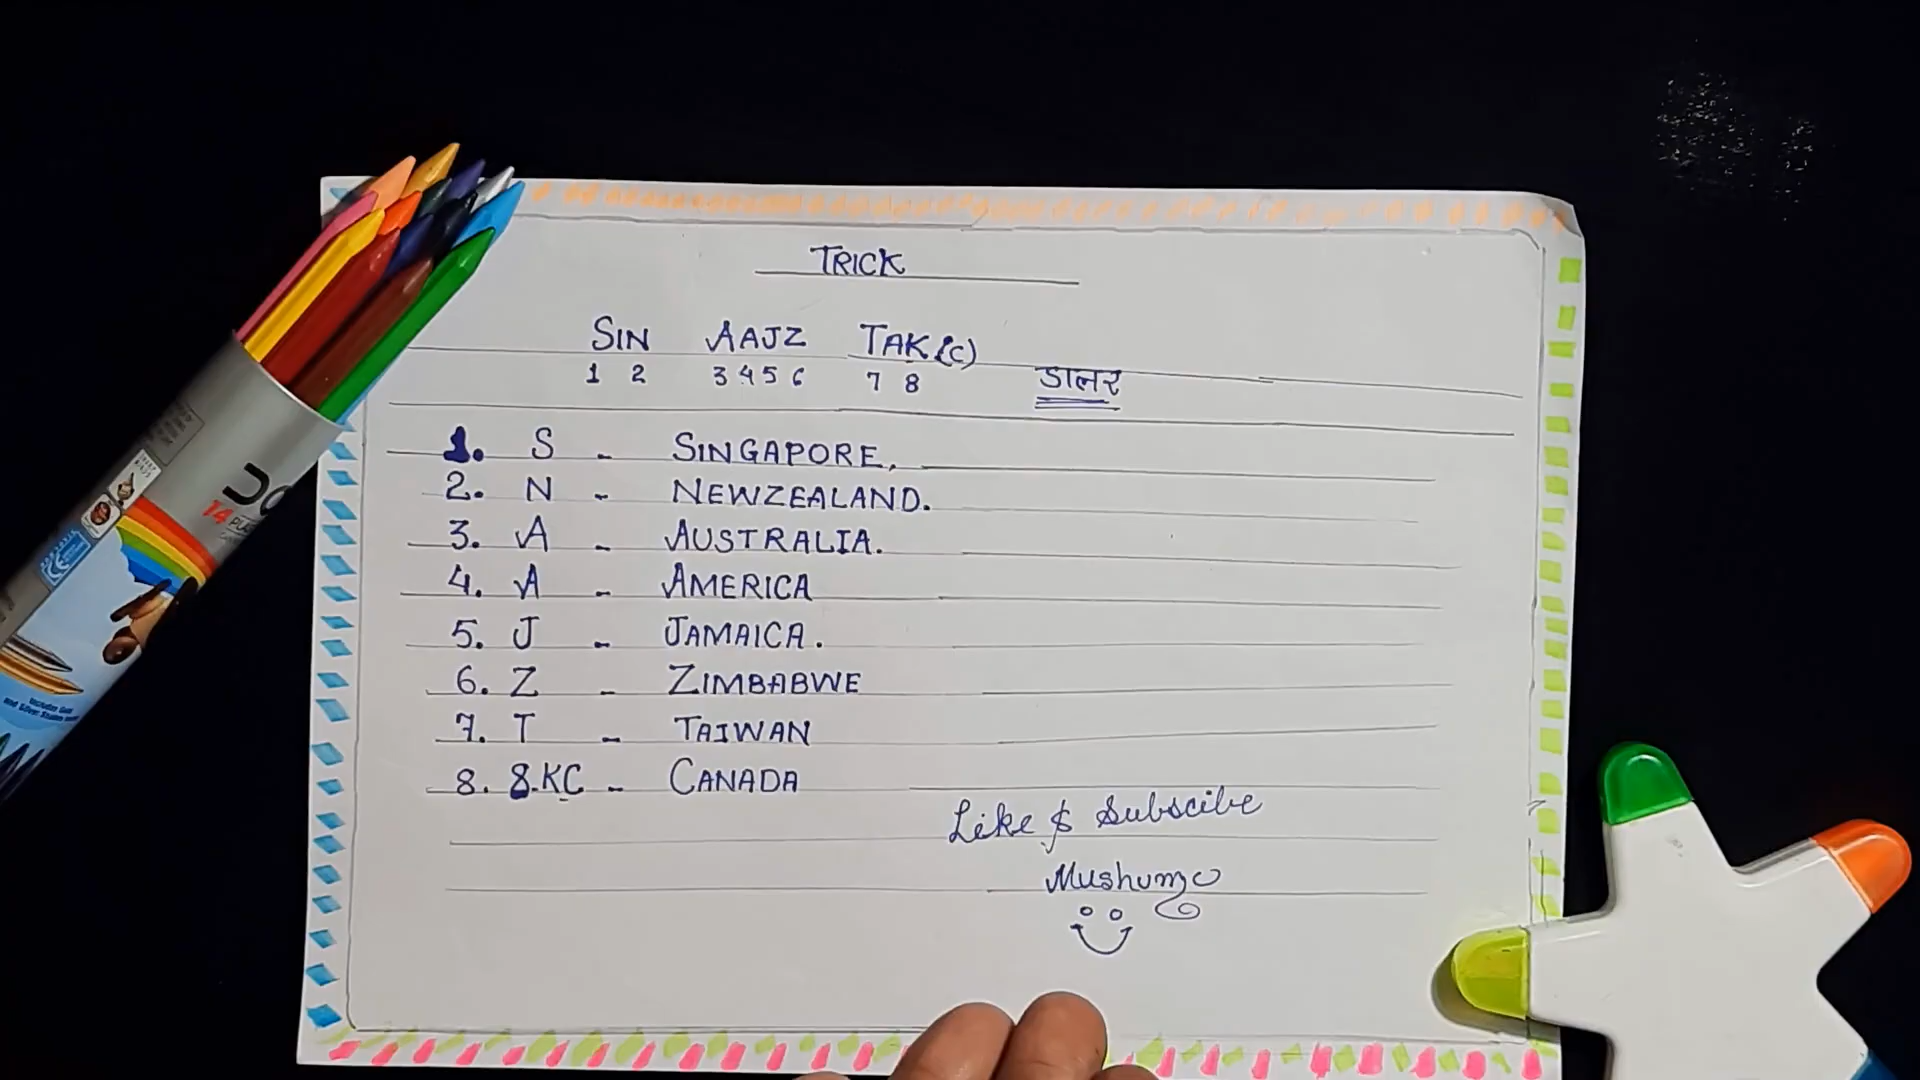 TRICK
SIN AAJZ TAK(C)
1 2 3 4 5 6 7 8 डालर
1. S - SINGAPORE,
2. N - NEWZEALAND.
3. A - AUSTRALIA.
4. A - AMERICA
5. J - JAMAICA.
6. Z - ZIMBABWE
7. T - TAIWAN
8. 8.KC - CANADA
Like & Subscibe
14